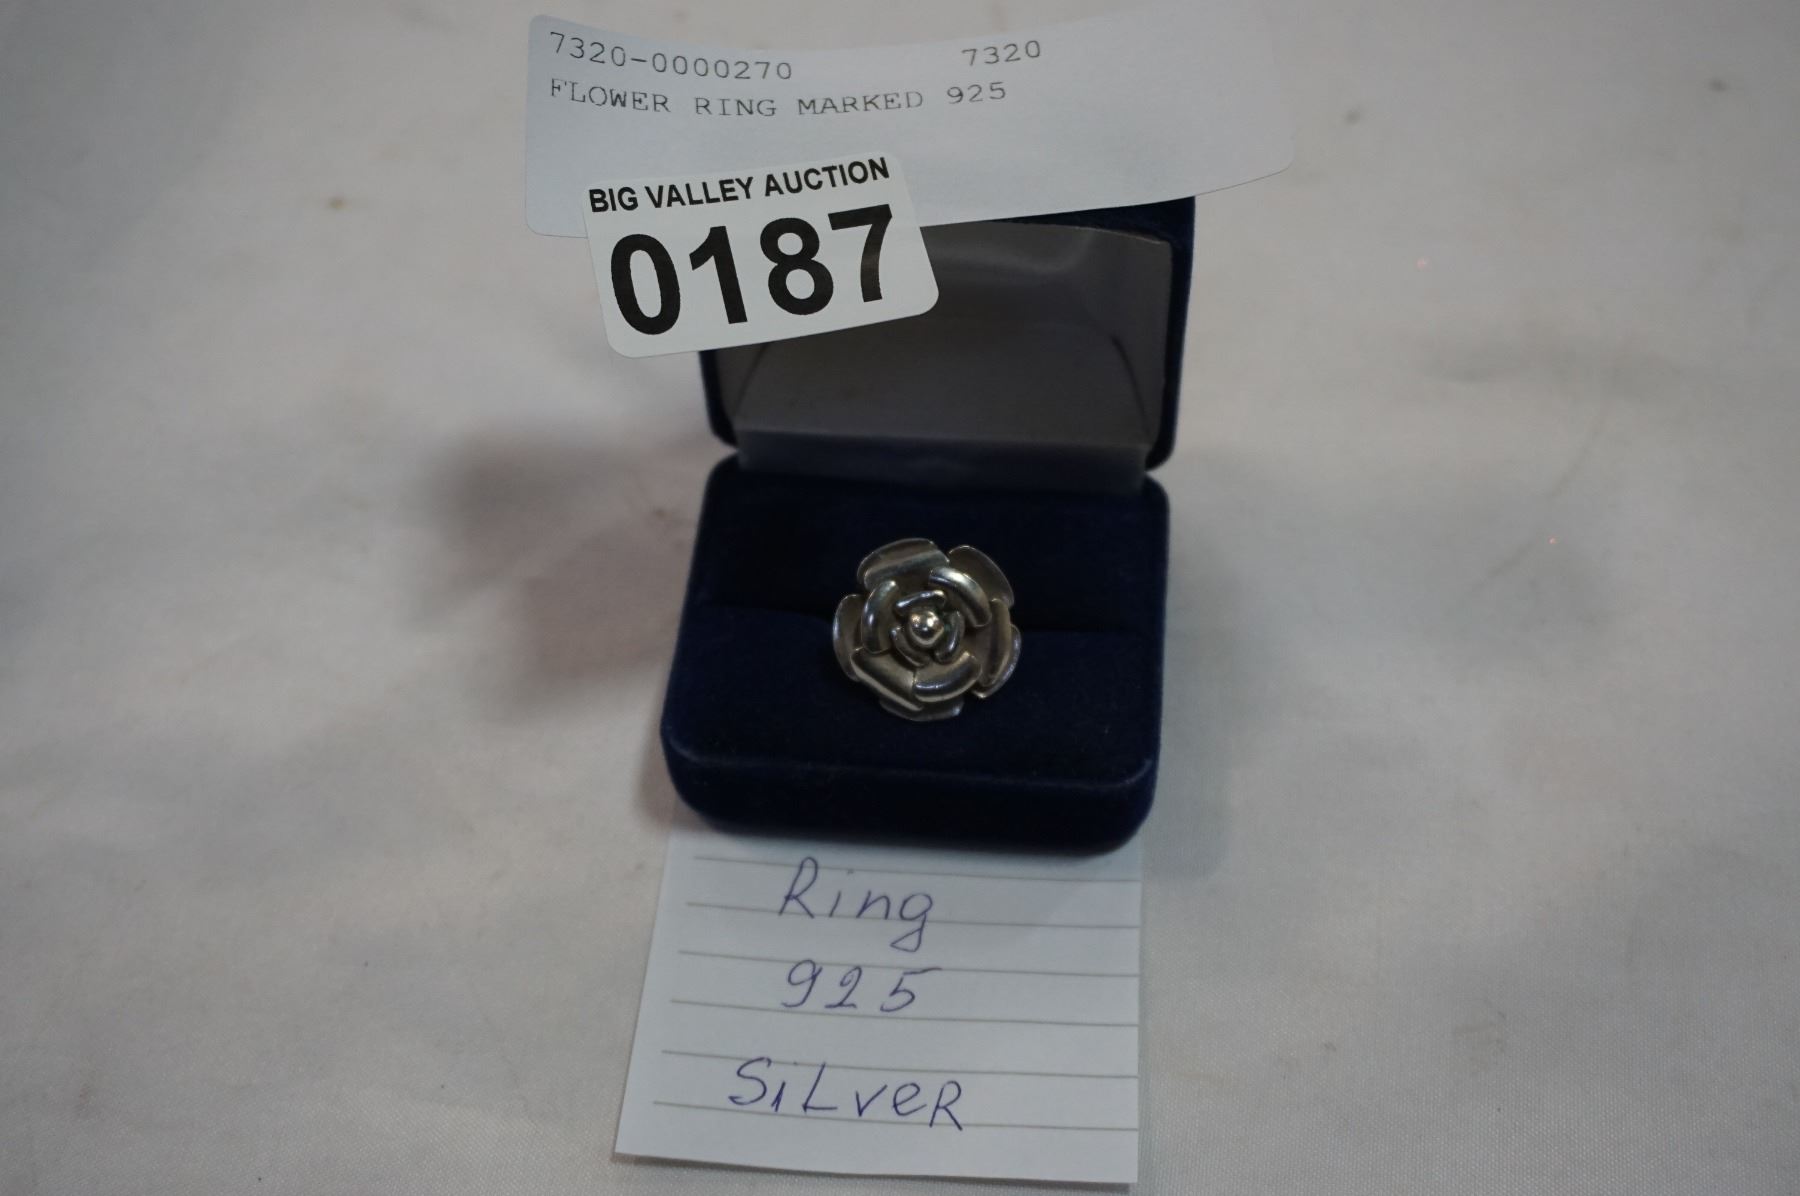 7320-0000270 7320
FLOWER RING MARKED 925
BIG VALLEY AUCTION
0187
Ring
925
SiLveR